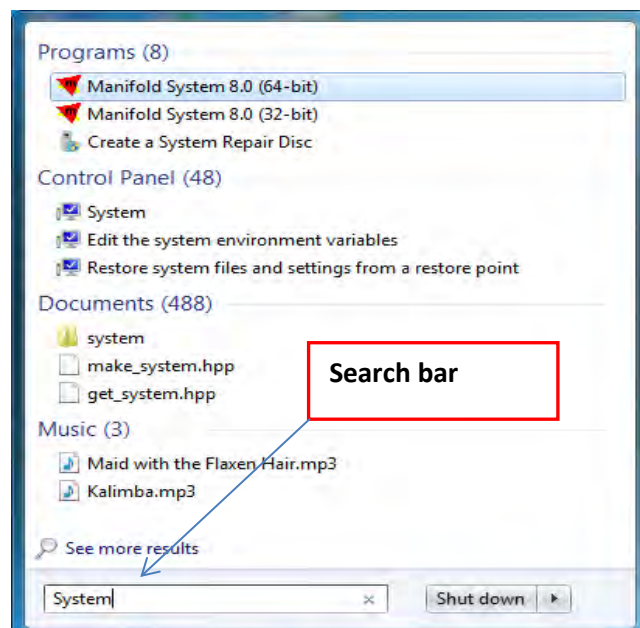 Programs (8)
Manifold System 8.0 (64-bit)
Manifold System 8.0 (32-bit)
Create a System Repair Disc
Control Panel (48)
System
Edit the system environment variables
Restore system files and settings from a restore point
Documents (488)
system
make_system.hpp
get_system.hpp
Search bar
Music (3)
Maid with the Flaxen Hair.mp3
Kalimba.mp3
See more results
System
Shut down